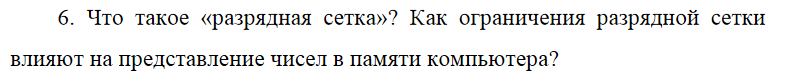 6. Что такое «разрядная сетка»? Как ограничения разрядной сетки
влияют на представление чисел в памяти компьютера?